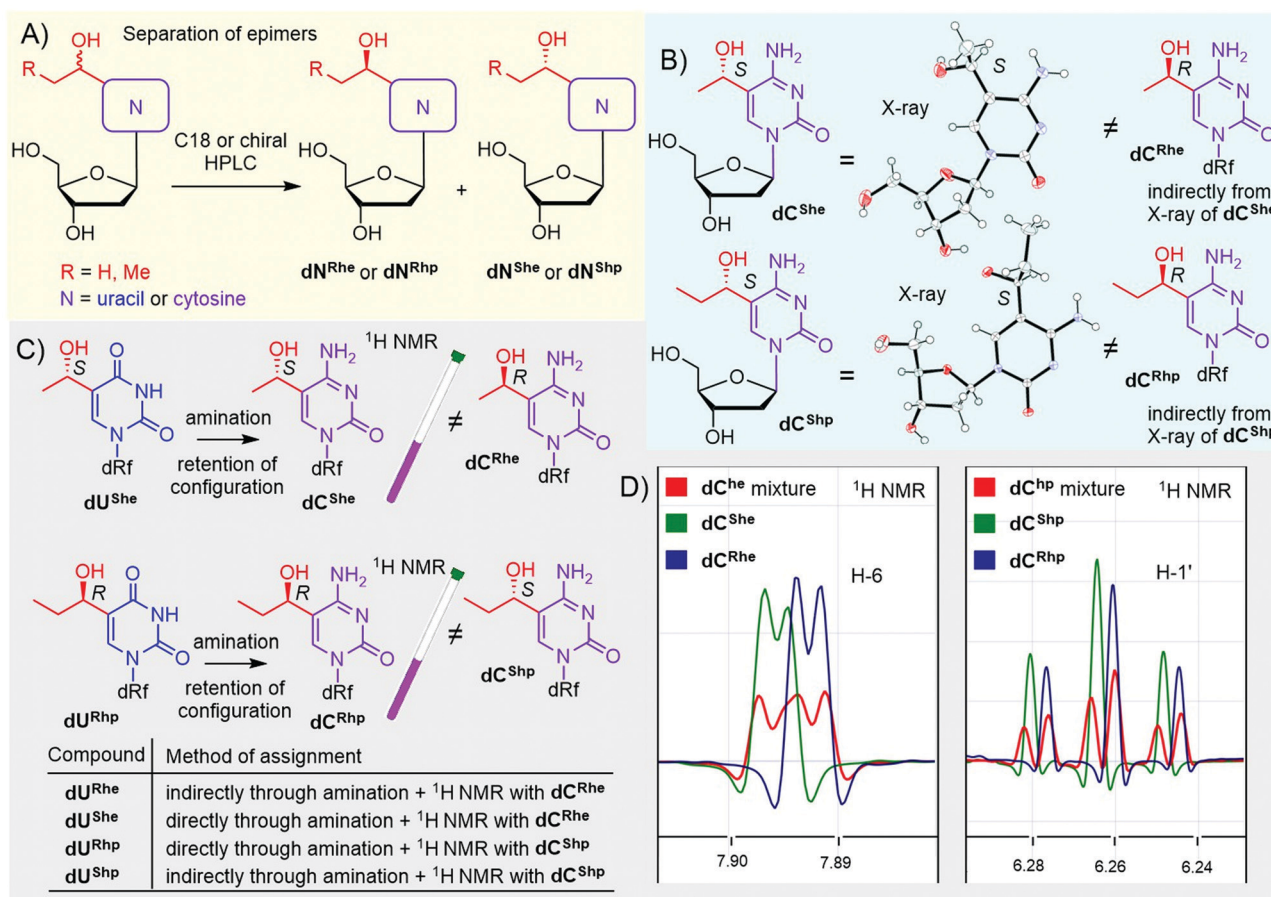 A)
Separation of epimers
OH
R
N
HO
O
OH
C18 or chiral
HPLC
OH
R
N
HO
O
OH
+
OH
R
N
HO
O
OH
dN^Rhe or dN^Rhp
dN^She or dN^Shp
R = H, Me
N = uracil or cytosine
B)
OH
S
NH2
N
N
O
HO
O
OH
dC^She
=
X-ray
S
≠
OH
R
NH2
N
N
O
dRf
dC^Rhe
indirectly from
X-ray of dC^She
OH
S
NH2
N
N
O
HO
O
OH
dC^Shp
=
X-ray
S
≠
OH
R
NH2
N
N
O
dRf
dC^Rhp
indirectly from
X-ray of dC^Shp
C)
OH
S
O
NH
N
O
dRf
dU^She
amination
retention of
configuration
OH
S
NH2
N
N
O
dRf
dC^She
1H NMR
≠
OH
R
NH2
N
N
O
dRf
dC^Rhe
OH
R
O
NH
N
O
dRf
dU^Rhp
amination
retention of
configuration
OH
R
NH2
N
N
O
dRf
dC^Rhp
1H NMR
≠
OH
S
NH2
N
N
O
dRf
dC^Shp
Compound Method of assignment
dU^Rhe indirectly through amination + 1H NMR with dC^Rhe
dU^She directly through amination + 1H NMR with dC^Rhe
dU^Rhp directly through amination + 1H NMR with dC^Shp
dU^Shp indirectly through amination + 1H NMR with dC^Shp
D)
dC^he mixture 1H NMR
dC^She
dC^Rhe
H-6
7.90 7.89
dC^hp mixture 1H NMR
dC^Shp
dC^Rhp
H-1'
6.28 6.26 6.24